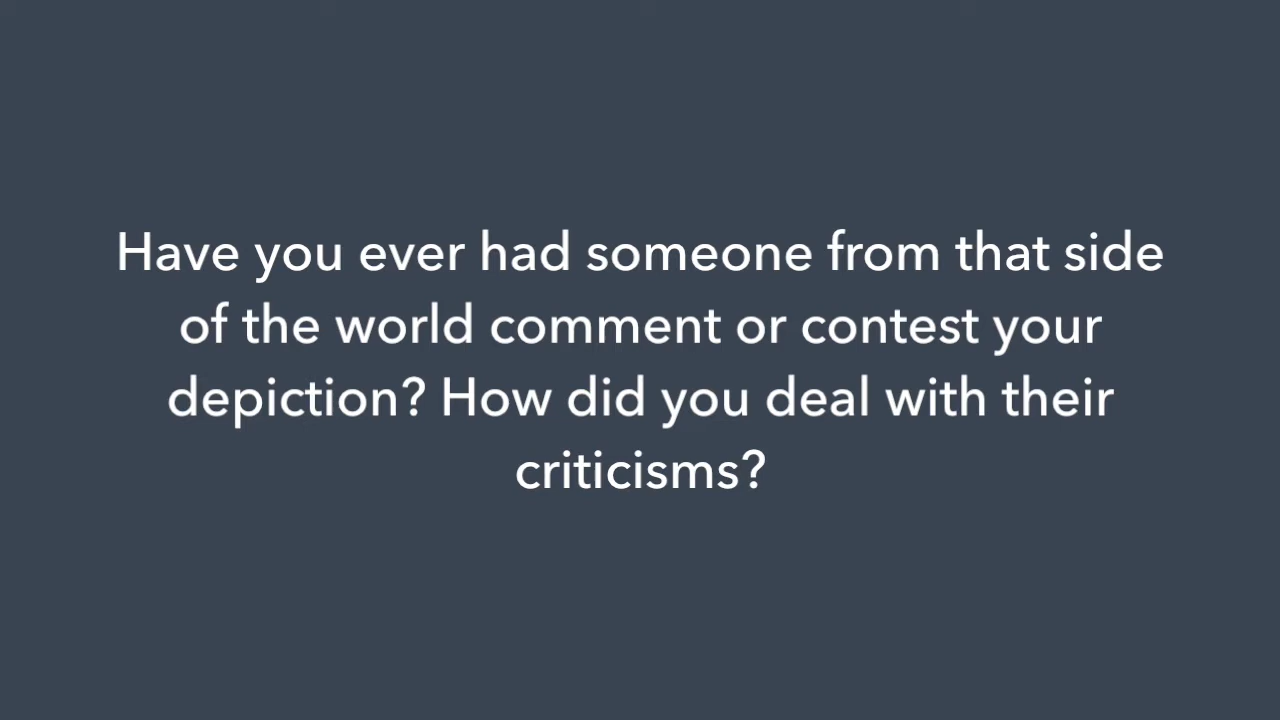 Have you ever had someone from that side
of the world comment or contest your
depiction? How did you deal with their
criticisms?